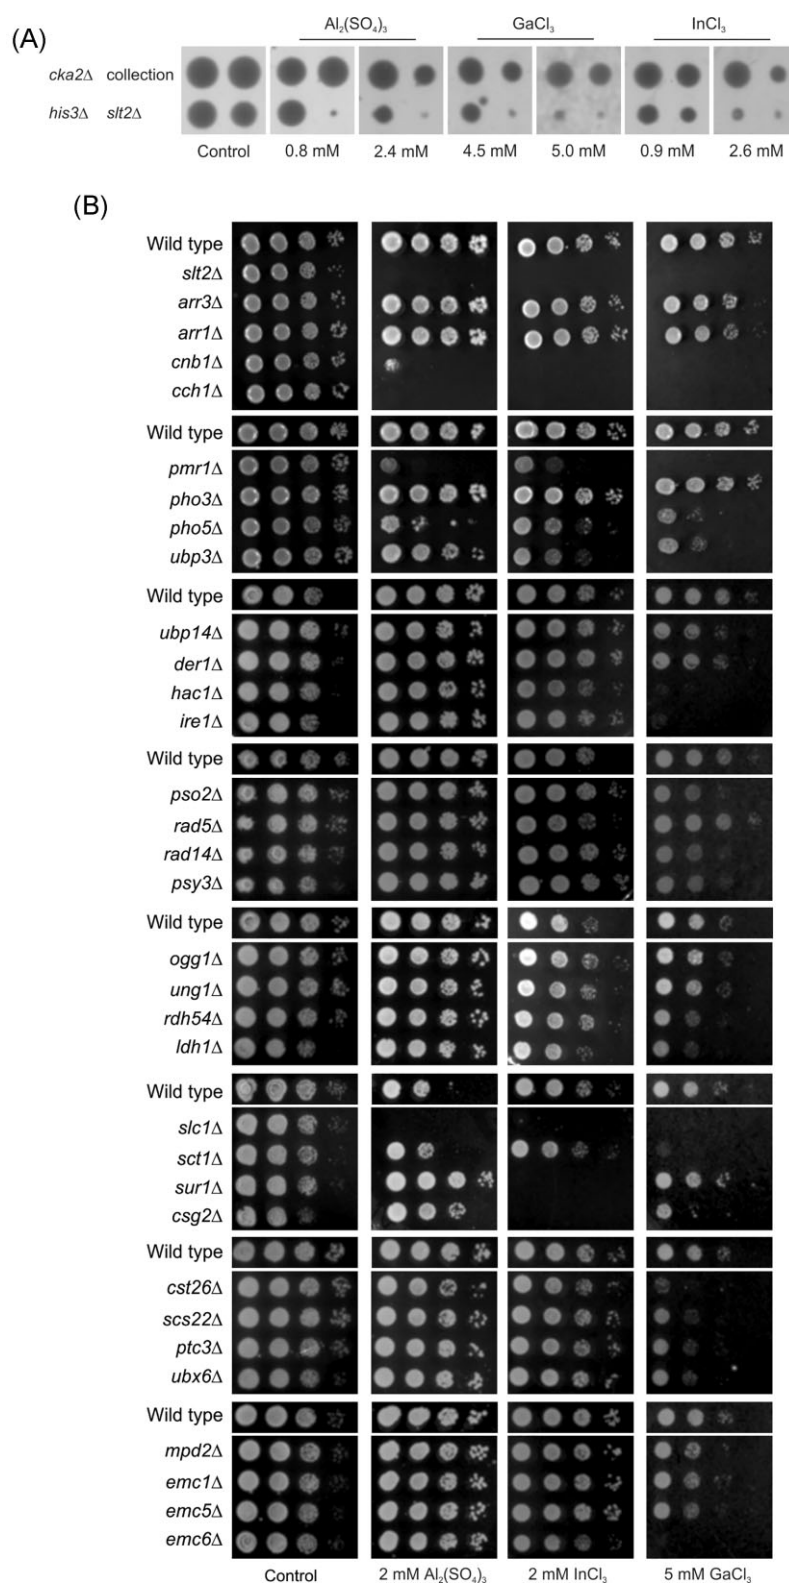 (A)
Al₂(SO₄)₃ GaCl₃ InCl₃
cka2Δ collection
his3Δ slt2Δ
Control 0.8 mM 2.4 mM 4.5 mM 5.0 mM 0.9 mM 2.6 mM
(B)
Wild type
slt2Δ
arr3Δ
arr1Δ
cnb1Δ
cch1Δ
Wild type
pmr1Δ
pho3Δ
pho5Δ
ubp3Δ
Wild type
ubp14Δ
der1Δ
hac1Δ
ire1Δ
Wild type
pso2Δ
rad5Δ
rad14Δ
psy3Δ
Wild type
ogg1Δ
ung1Δ
rdh54Δ
ldh1Δ
Wild type
slc1Δ
sct1Δ
sur1Δ
csg2Δ
Wild type
cst26Δ
scs22Δ
ptc3Δ
ubx6Δ
Wild type
mpd2Δ
emc1Δ
emc5Δ
emc6Δ
Control 2 mM Al₂(SO₄)₃ 2 mM InCl₃ 5 mM GaCl₃